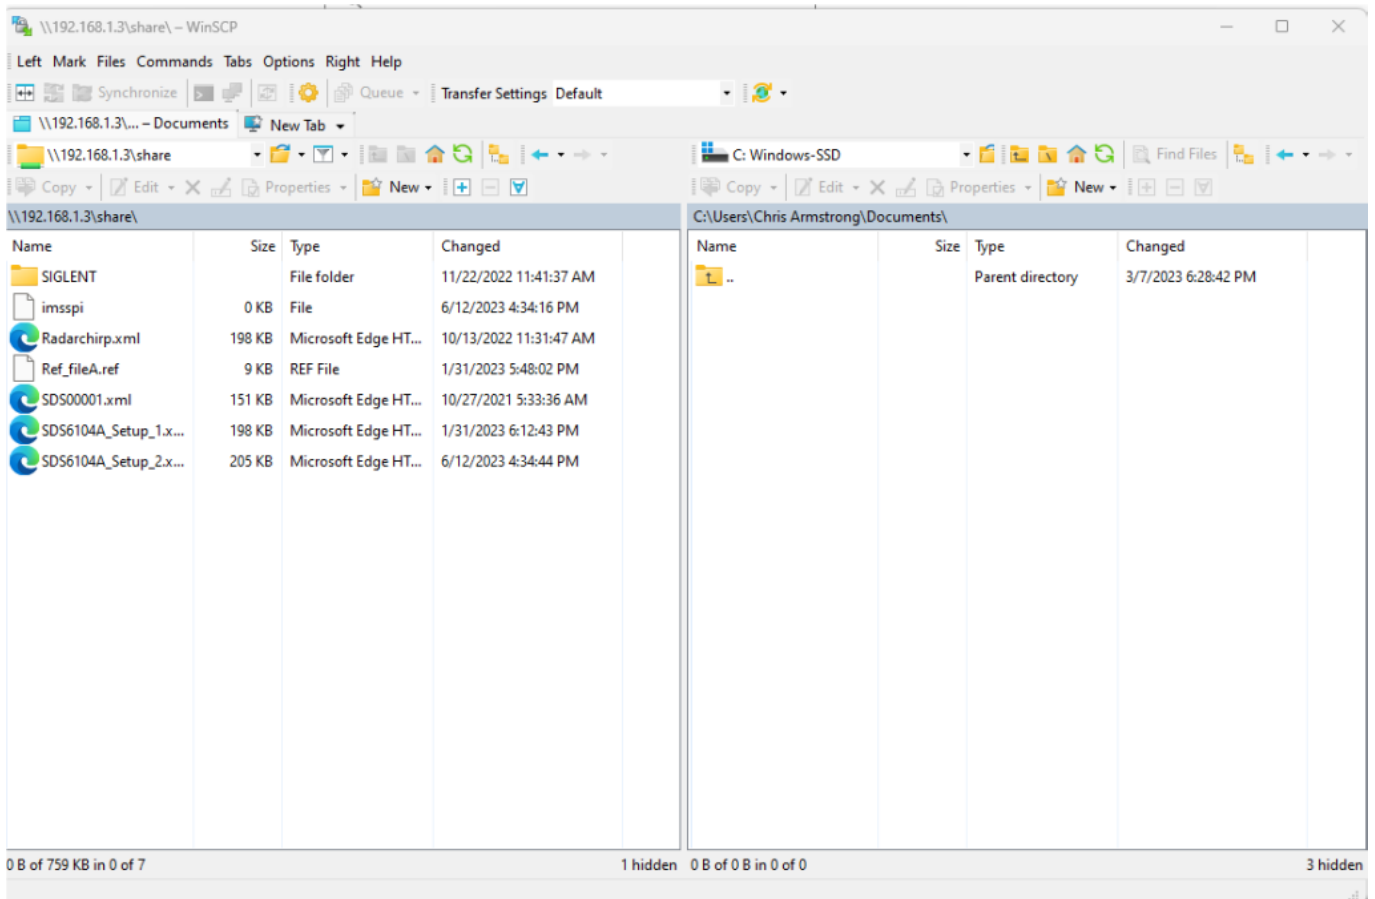 \\192.168.1.3\share\ – WinSCP
Left Mark Files Commands Tabs Options Right Help
Synchronize Queue Transfer Settings Default
\\192.168.1.3\... – Documents New Tab
\\192.168.1.3\share C: Windows-SSD Find Files
Copy Edit Properties New Copy Edit Properties New
\\192.168.1.3\share\ C:\Users\Chris Armstrong\Documents\
Name Size Type Changed Name Size Type Changed
SIGLENT File folder 11/22/2022 11:41:37 AM .. Parent directory 3/7/2023 6:28:42 PM
imsspi 0 KB File 6/12/2023 4:34:16 PM
Radarchirp.xml 198 KB Microsoft Edge HT... 10/13/2022 11:31:47 AM
Ref_fileA.ref 9 KB REF File 1/31/2023 5:48:02 PM
SDS00001.xml 151 KB Microsoft Edge HT... 10/27/2021 5:33:36 AM
SDS6104A_Setup_1.x... 198 KB Microsoft Edge HT... 1/31/2023 6:12:43 PM
SDS6104A_Setup_2.x... 205 KB Microsoft Edge HT... 6/12/2023 4:34:44 PM
0 B of 759 KB in 0 of 7 1 hidden 0 B of 0 B in 0 of 0 3 hidden